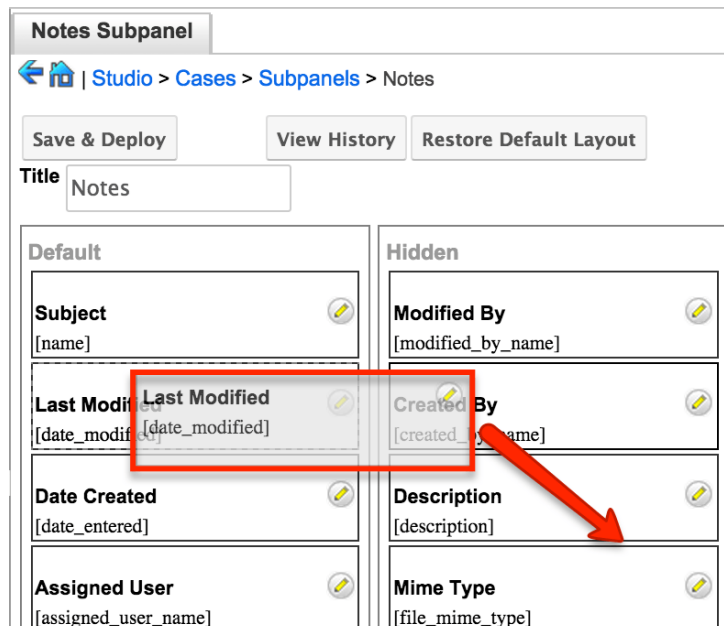 Notes Subpanel
| Studio > Cases > Subpanels > Notes
Save & Deploy
View History
Restore Default Layout
Title
Notes
Default
Subject
[name]
Last Modified
[date_modified]
Last Modified
[date_modified]
Date Created
[date_entered]
Assigned User
[assigned_user_name]
Hidden
Modified By
[modified_by_name]
Created By
[created_by_name]
Description
[description]
Mime Type
[file_mime_type]